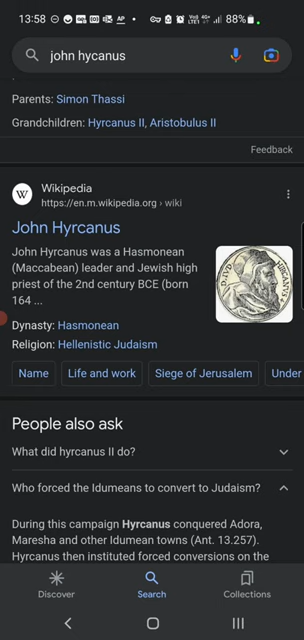 13:58
88%
john hycanus
Parents: Simon Thassi
Grandchildren: Hyrcanus II, Aristobulus II
Feedback
W
Wikipedia
https://en.m.wikipedia.org › wiki
John Hyrcanus
John Hyrcanus was a Hasmonean
(Maccabean) leader and Jewish high
priest of the 2nd century BCE (born
164 ...
Dynasty: Hasmonean
Religion: Hellenistic Judaism
Name Life and work Siege of Jerusalem Under
People also ask
What did hyrcanus II do?
Who forced the Idumeans to convert to Judaism?
During this campaign Hyrcanus conquered Adora,
Maresha and other Idumean towns (Ant. 13.257).
Hyrcanus then instituted forced conversions on the
Discover Search Collections